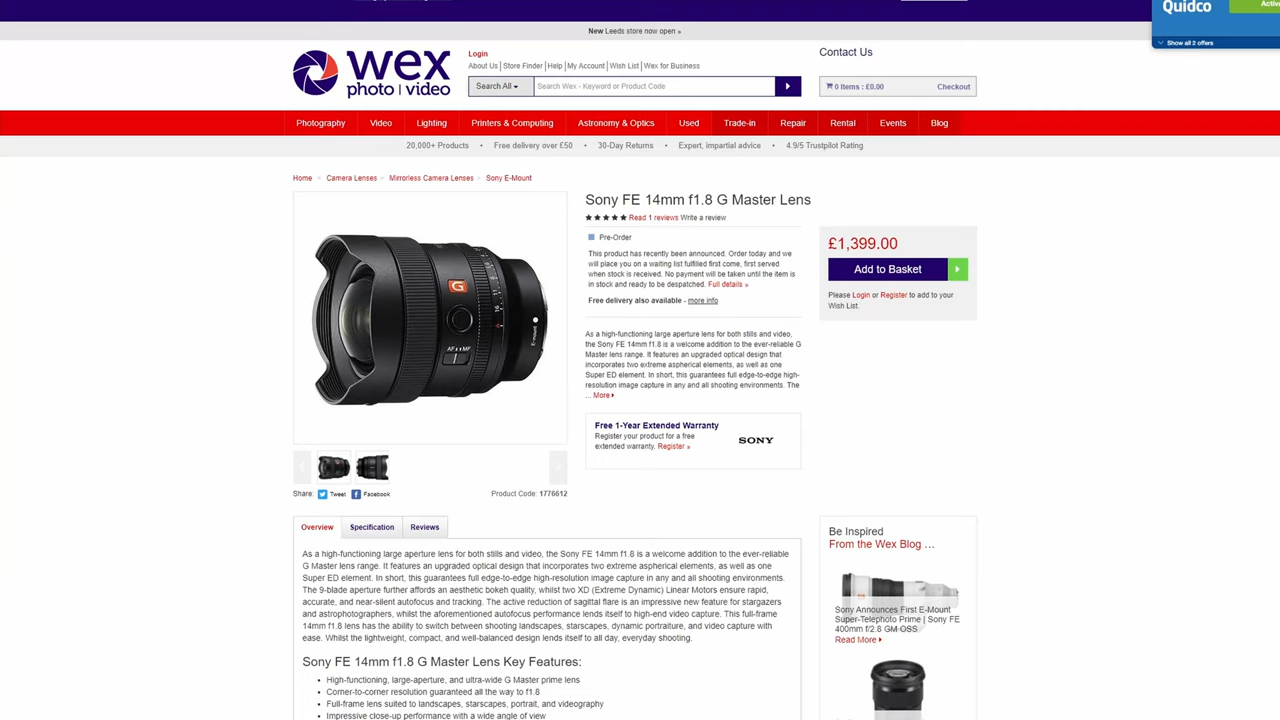 Quidco
Show all 2 offers
New Leeds store now open »
wex
photo | video
Login
About Us | Store Finder | Help | My Account | Wish List | Wex for Business
Search All
Search Wex - Keyword or Product Code
Contact Us
0 Items : £0.00
Checkout
Photography
Video
Lighting
Printers & Computing
Astronomy & Optics
Used
Trade-in
Repair
Rental
Events
Blog
20,000+ Products • Free delivery over £50 • 30-Day Returns • Expert, impartial advice • 4.9/5 Trustpilot Rating
Home > Camera Lenses > Mirrorless Camera Lenses > Sony E-Mount
Sony FE 14mm f1.8 G Master Lens
Read 1 reviews Write a review
Pre-Order
This product has recently been announced. Order today and we
will place you on a waiting list fulfilled first come, first served
when stock is received. No payment will be taken until the item is
in stock and ready to be despatched. Full details »
Free delivery also available - more info
£1,399.00
Add to Basket
Please Login or Register to add to your
Wish List.
G
AF MF
E-mount
As a high-functioning large aperture lens for both stills and video,
the Sony FE 14mm f1.8 is a welcome addition to the ever-reliable G
Master lens range. It features an upgraded optical design that
incorporates two extreme aspherical elements, as well as one
Super ED element. In short, this guarantees full edge-to-edge high-
resolution image capture in any and all shooting environments. The
... More
Free 1-Year Extended Warranty
Register your product for a free
extended warranty. Register »
SONY
Share: Tweet Facebook
Product Code: 1776612
Overview
Specification
Reviews
As a high-functioning large aperture lens for both stills and video, the Sony FE 14mm f1.8 is a welcome addition to the ever-reliable
G Master lens range. It features an upgraded optical design that incorporates two extreme aspherical elements, as well as one
Super ED element. In short, this guarantees full edge-to-edge high-resolution image capture in any and all shooting environments.
The 9-blade aperture further affords an aesthetic bokeh quality, whilst two XD (Extreme Dynamic) Linear Motors ensure rapid,
accurate, and near-silent autofocus and tracking. The active reduction of sagittal flare is an impressive new feature for stargazers
and astrophotographers, whilst the aforementioned autofocus performance lends itself to high-end video capture. This full-frame
14mm f1.8 lens has the ability to switch between shooting landscapes, starscapes, dynamic portraiture, and video capture with
ease. Whilst the lightweight, compact, and well-balanced design lends itself to all day, everyday shooting.
Sony FE 14mm f1.8 G Master Lens Key Features:
• High-functioning, large-aperture, and ultra-wide G Master prime lens
• Corner-to-corner resolution guaranteed all the way to f1.8
• Full-frame lens suited to landscapes, starscapes, portrait, and videography
• Impressive close-up performance with a wide angle of view
Be Inspired
From the Wex Blog ...
Sony Announces First E-Mount
Super-Telephoto Prime | Sony FE
400mm f/2.8 GM OSS
Read More